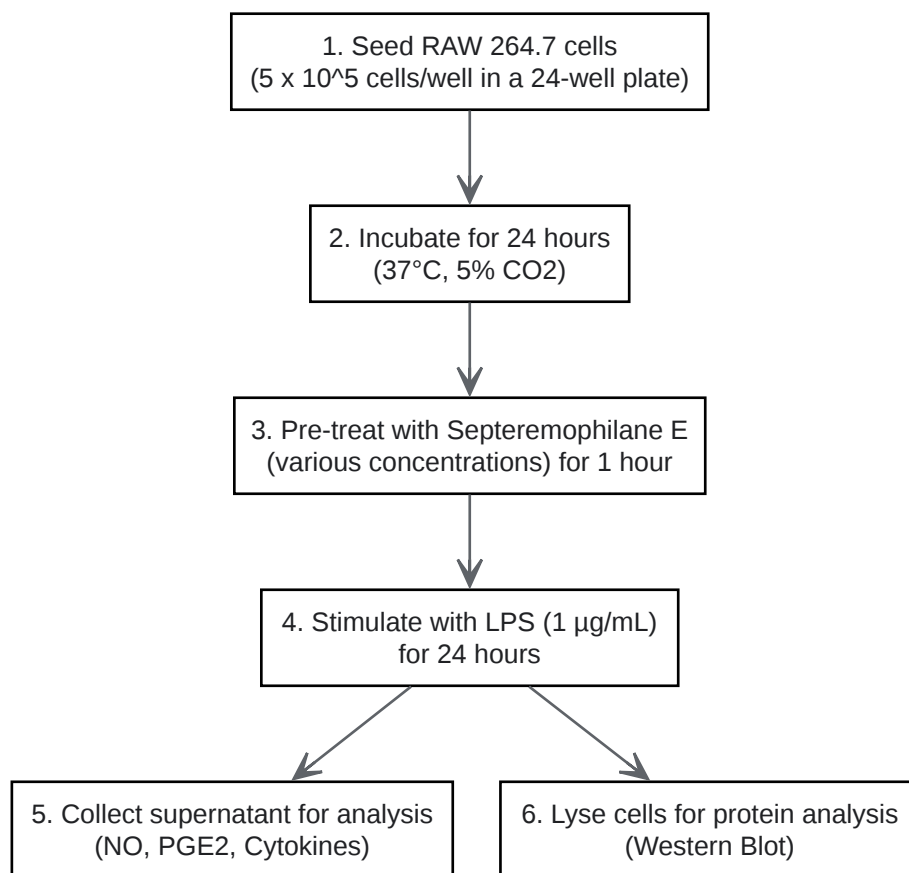 1. Seed RAW 264.7 cells
(5 x 10^5 cells/well in a 24-well plate)
2. Incubate for 24 hours
(37°C, 5% CO2)
3. Pre-treat with Septeremophilane E
(various concentrations) for 1 hour
4. Stimulate with LPS (1 µg/mL)
for 24 hours
5. Collect supernatant for analysis
(NO, PGE2, Cytokines)
6. Lyse cells for protein analysis
(Western Blot)